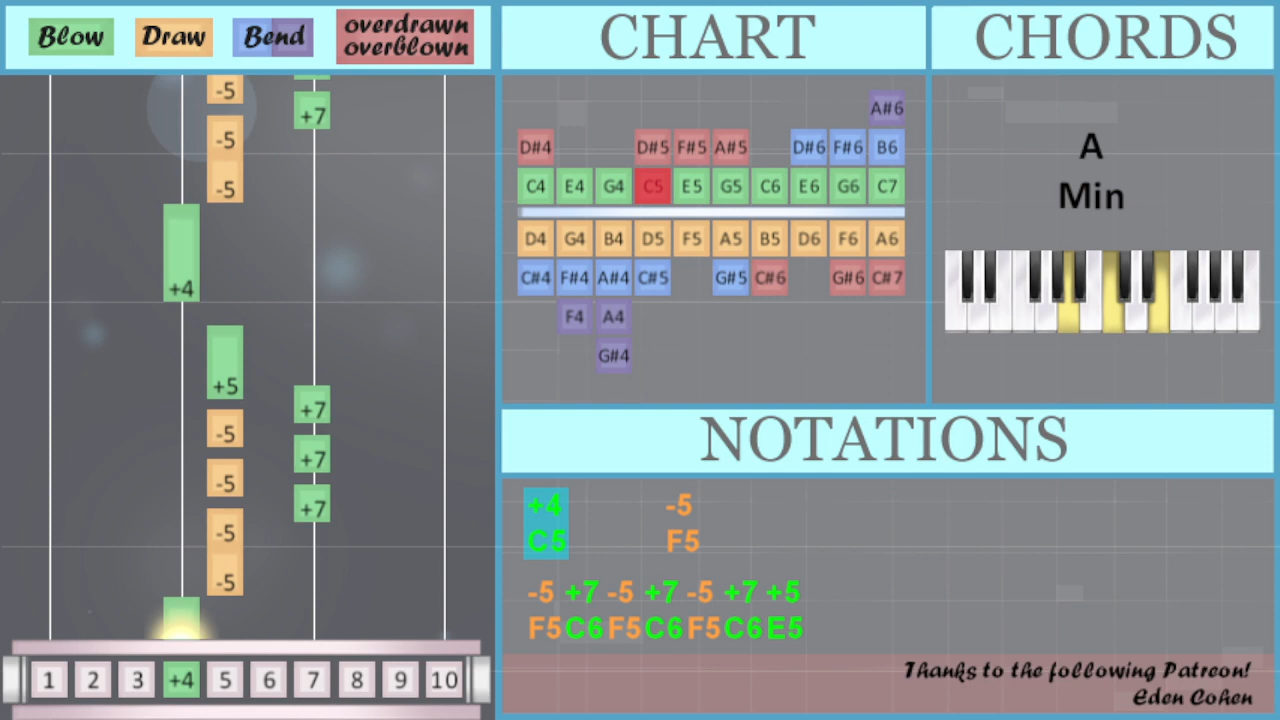 Blow Draw Bend overdrawn
overblown
CHART
CHORDS
-5
+7
-5
-5
+4
+5
+7
-5
+7
-5
+7
-5
-5
1 2 3 +4 5 6 7 8 9 10
A#6
D#4 D#5 F#5 A#5 D#6 F#6 B6
C4 E4 G4 C5 E5 G5 C6 E6 G6 C7
D4 G4 B4 D5 F5 A5 B5 D6 F6 A6
C#4 F#4 A#4 C#5 G#5 C#6 G#6 C#7
F4 A4
G#4
A
Min
NOTATIONS
+4 -5
C5 F5
-5 +7 -5 +7 -5 +7 +5
F5 C6 F5 C6 F5 C6 E5
Thanks to the following Patreon!
Eden Cohen